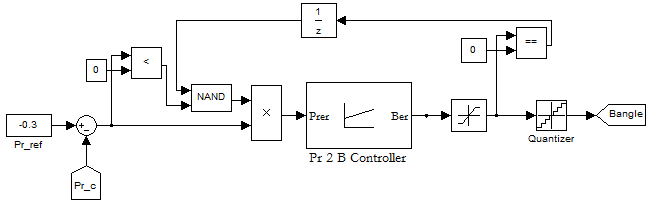 1
z
0
==
0
<
NAND
×
-0.3
Pr_ref
+
-
Prer
Ber
Pr 2 B Controller
Quantizer
Bangle
Pr_c